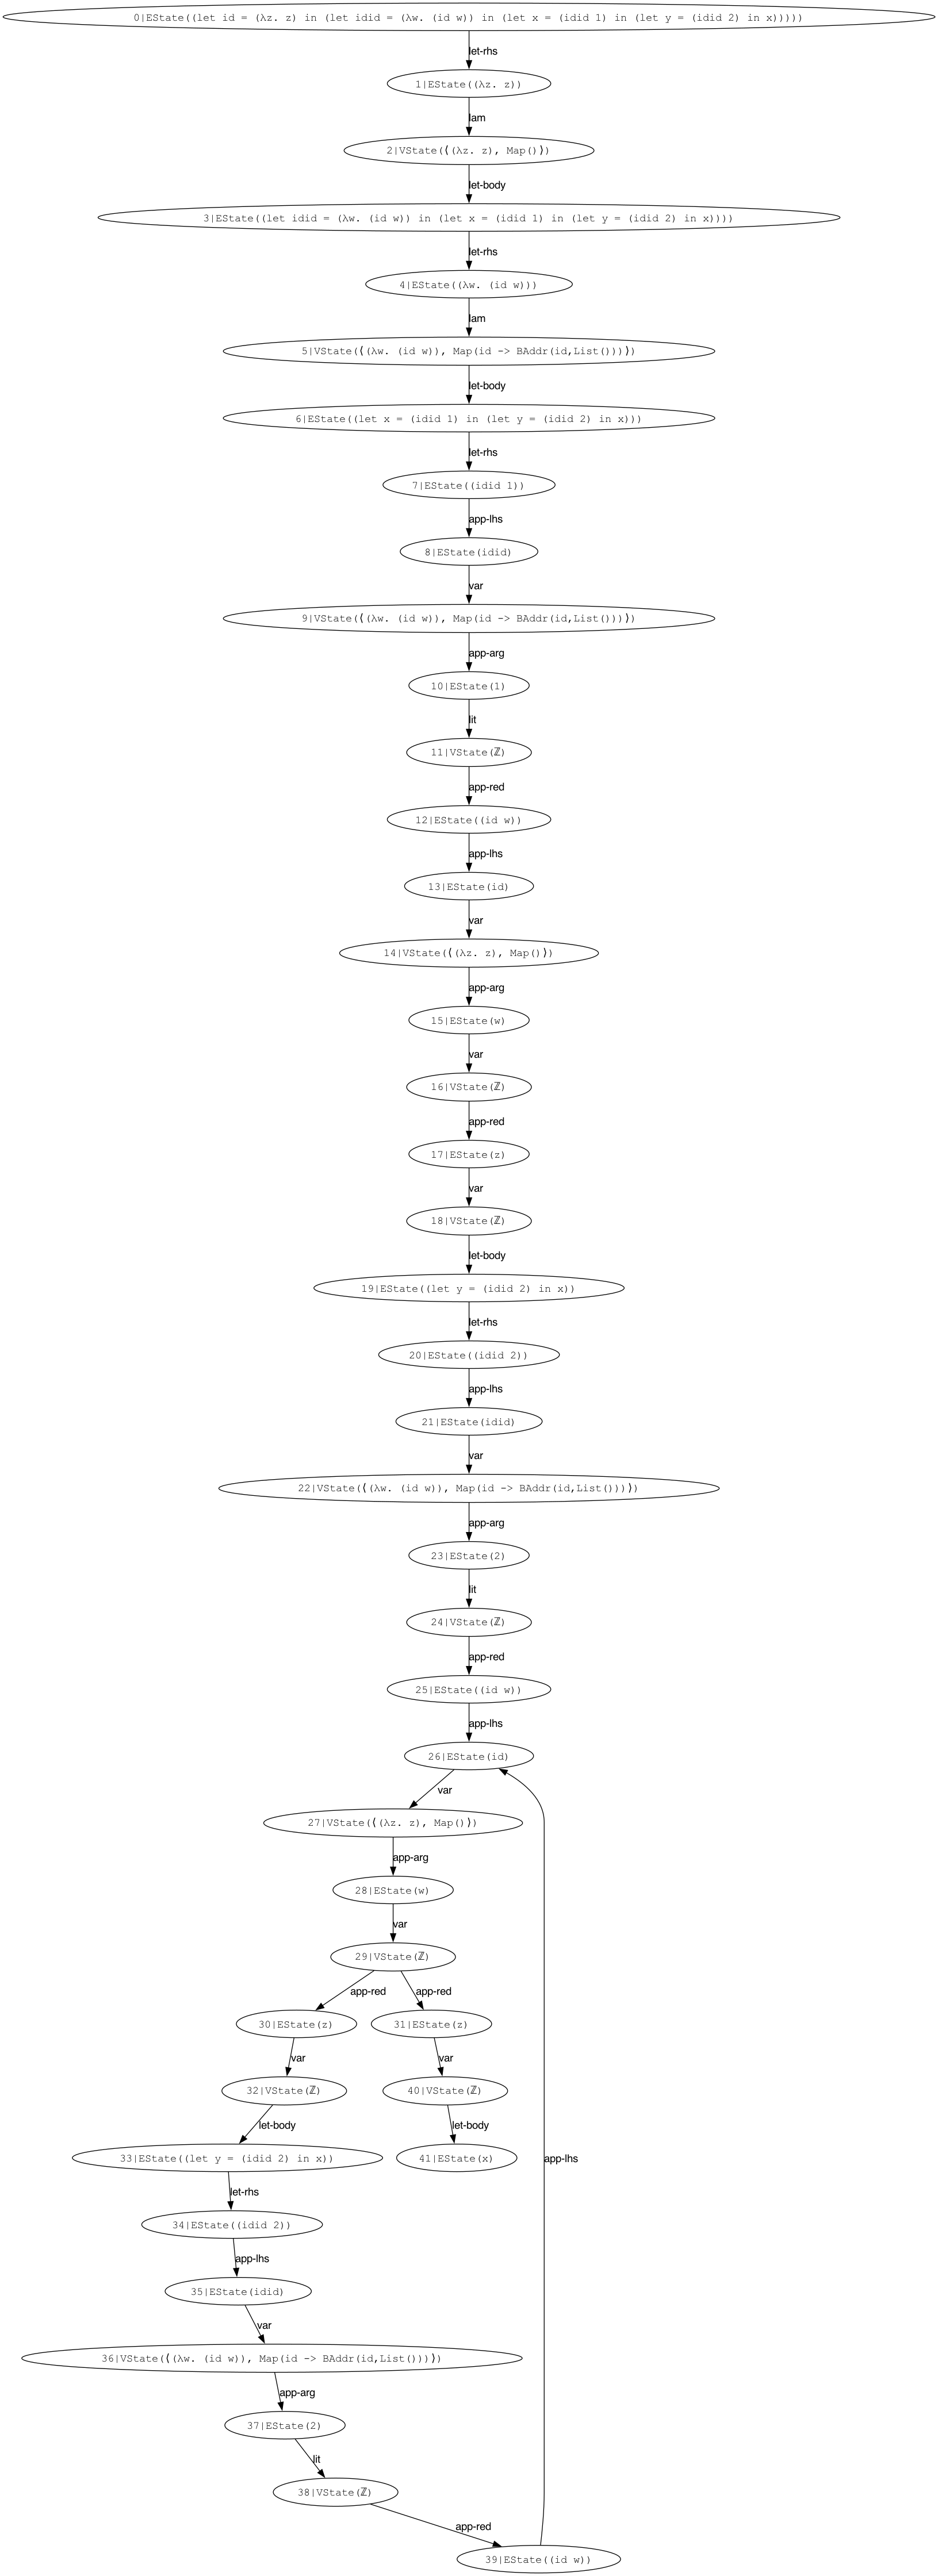 0|EState((let id = (λz. z) in (let idid = (λw. (id w)) in (let x = (idid 1) in (let y = (idid 2) in x)))))
let-rhs
1|EState((λz. z))
lam
2|VState(⟨(λz. z), Map()⟩)
let-body
3|EState((let idid = (λw. (id w)) in (let x = (idid 1) in (let y = (idid 2) in x))))
let-rhs
4|EState((λw. (id w)))
lam
5|VState(⟨(λw. (id w)), Map(id -> BAddr(id,List()))⟩)
let-body
6|EState((let x = (idid 1) in (let y = (idid 2) in x)))
let-rhs
7|EState((idid 1))
app-lhs
8|EState(idid)
var
9|VState(⟨(λw. (id w)), Map(id -> BAddr(id,List()))⟩)
app-arg
10|EState(1)
lit
11|VState(ℤ)
app-red
12|EState((id w))
app-lhs
13|EState(id)
var
14|VState(⟨(λz. z), Map()⟩)
app-arg
15|EState(w)
var
16|VState(ℤ)
app-red
17|EState(z)
var
18|VState(ℤ)
let-body
19|EState((let y = (idid 2) in x))
let-rhs
20|EState((idid 2))
app-lhs
21|EState(idid)
var
22|VState(⟨(λw. (id w)), Map(id -> BAddr(id,List()))⟩)
app-arg
23|EState(2)
lit
24|VState(ℤ)
app-red
25|EState((id w))
app-lhs
26|EState(id)
var
27|VState(⟨(λz. z), Map()⟩)
app-arg
28|EState(w)
var
29|VState(ℤ)
app-red app-red
30|EState(z) 31|EState(z)
var var
32|VState(ℤ) 40|VState(ℤ)
let-body let-body
33|EState((let y = (idid 2) in x)) 41|EState(x) app-lhs
let-rhs
34|EState((idid 2))
app-lhs
35|EState(idid)
var
36|VState(⟨(λw. (id w)), Map(id -> BAddr(id,List()))⟩)
app-arg
37|EState(2)
lit
38|VState(ℤ)
app-red
39|EState((id w))